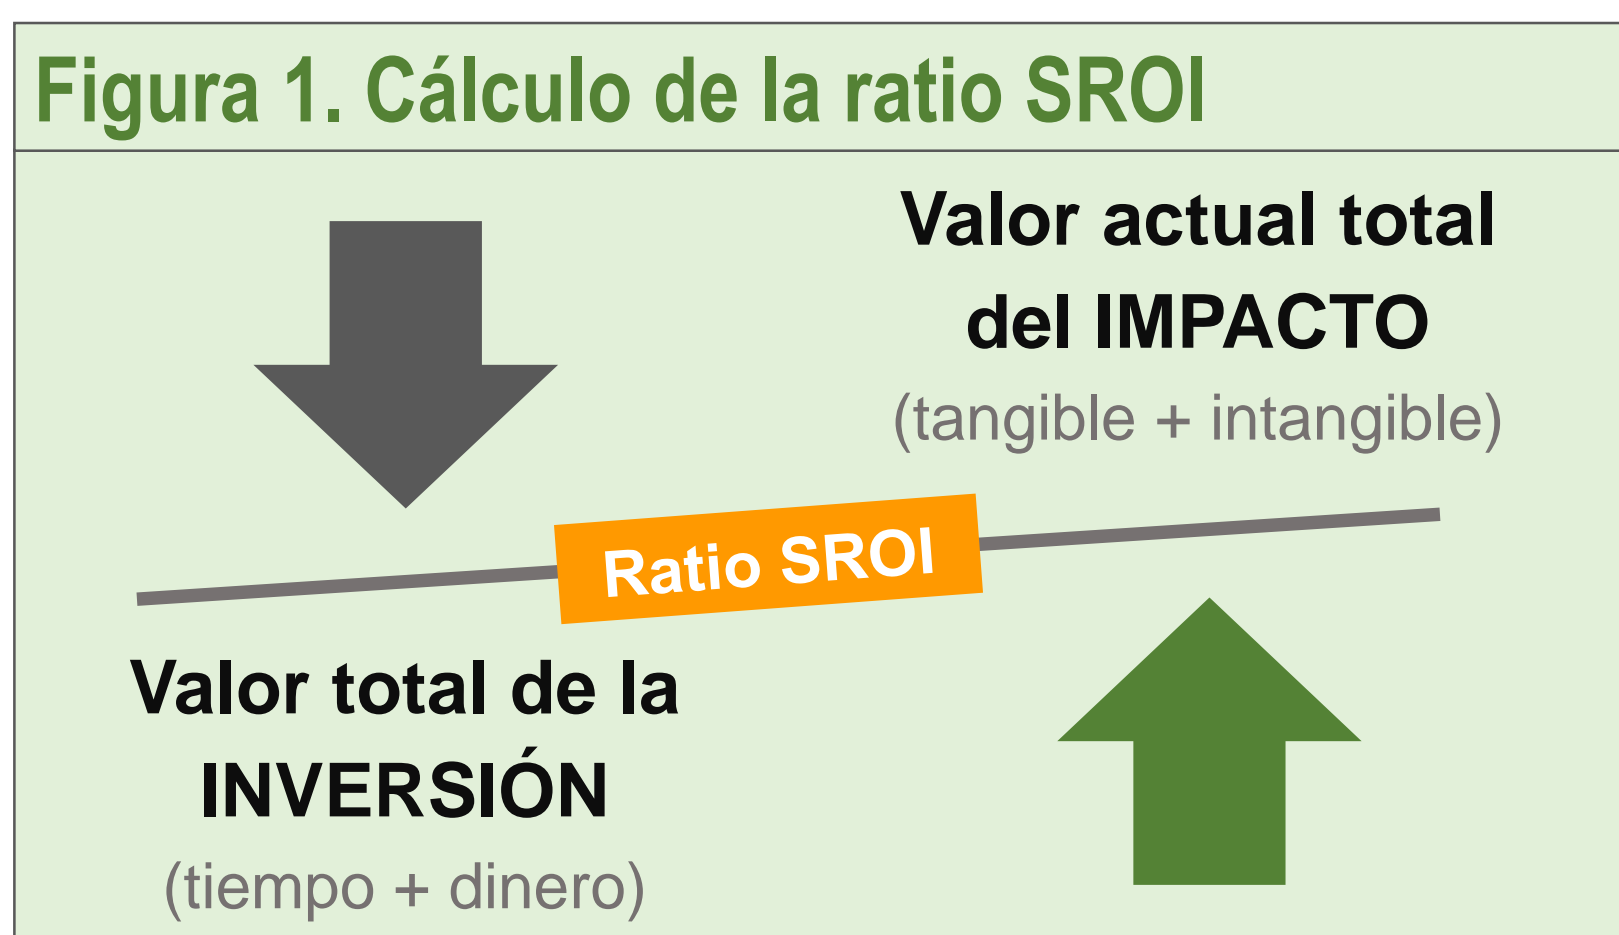 Figura 1. Cálculo de la ratio SROI
Valor actual total
del IMPACTO
(tangible + intangible)
Ratio SROI
Valor total de la
INVERSIÓN
(tiempo + dinero)